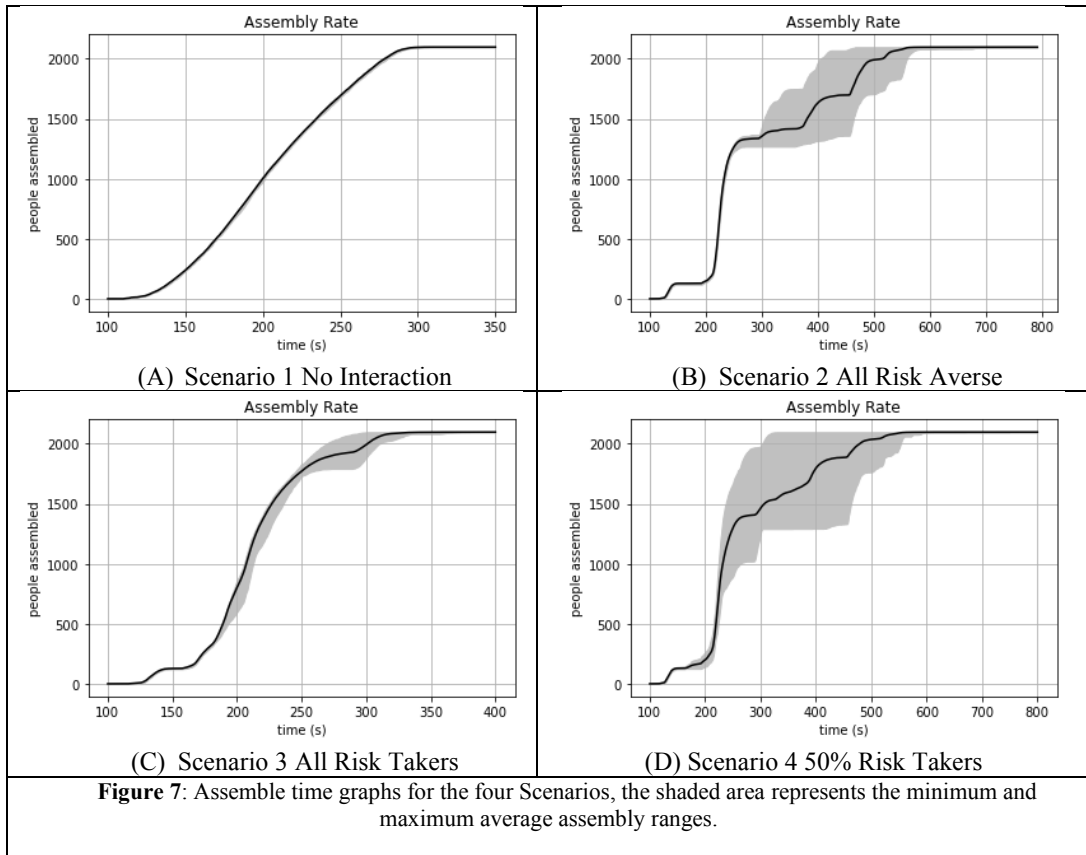 Assembly Rate
people assembled
2000
1500
1000
500
0
100 150 200 250 300 350
time (s)
(A) Scenario 1 No Interaction
Assembly Rate
people assembled
2000
1500
1000
500
0
100 200 300 400 500 600 700 800
time (s)
(B) Scenario 2 All Risk Averse
Assembly Rate
people assembled
2000
1500
1000
500
0
100 150 200 250 300 350 400
time (s)
(C) Scenario 3 All Risk Takers
Assembly Rate
people assembled
2000
1500
1000
500
0
100 200 300 400 500 600 700 800
time (s)
(D) Scenario 4 50% Risk Takers
Figure 7: Assemble time graphs for the four Scenarios, the shaded area represents the minimum and
maximum average assembly ranges.